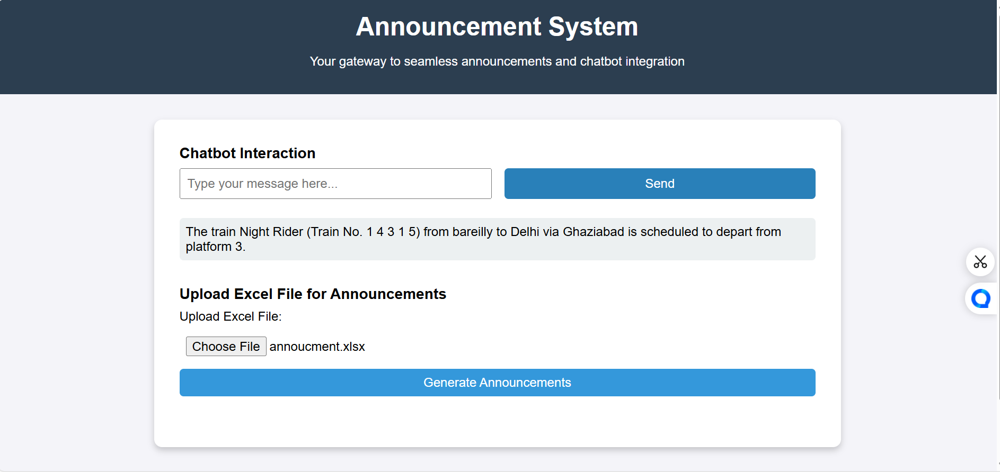 Announcement System
Your gateway to seamless announcements and chatbot integration
Chatbot Interaction
Type your message here...
Send
The train Night Rider (Train No. 1 4 3 1 5) from bareilly to Delhi via Ghaziabad is scheduled to depart from
platform 3.
Upload Excel File for Announcements
Upload Excel File:
Choose File annoucment.xlsx
Generate Announcements